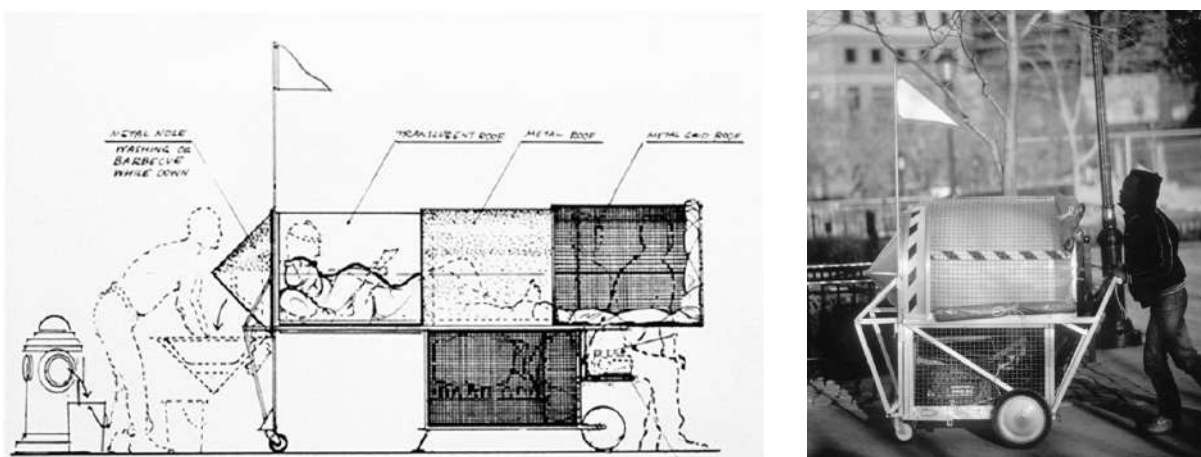 METAL NOSE
WASHING OR
BARBECUE
WHILE DOWN
TRANSLUCENT ROOF
METAL ROOF
METAL GRID ROOF